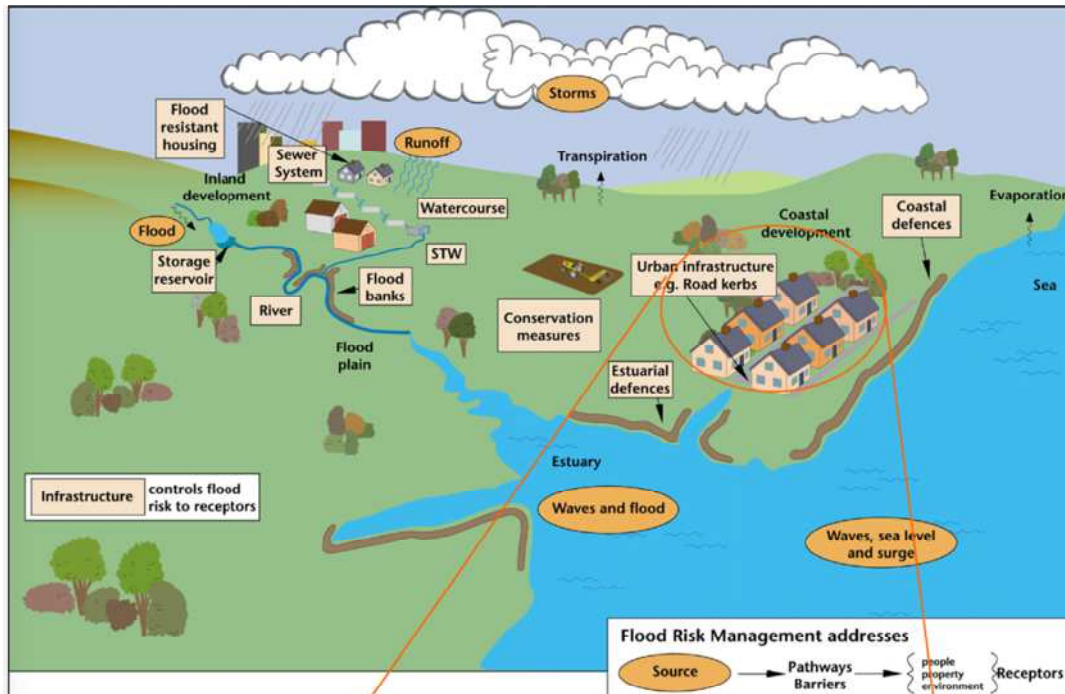 Storms
Flood
resistant
housing
Runoff
Sewer
System
Transpiration
Inland
development
Evaporation
Watercourse
Coastal
development
Coastal
defences
Flood
Storage
reservoir
STW
Flood
banks
Urban infrastructure
e.g. Road kerbs
Sea
River
Conservation
measures
Flood
plain
Estuarial
defences
Estuary
Infrastructure
controls flood
risk to receptors
Waves and flood
Waves, sea level
and surge
Flood Risk Management addresses
Source
Pathways
Barriers
people
property
environment
Receptors